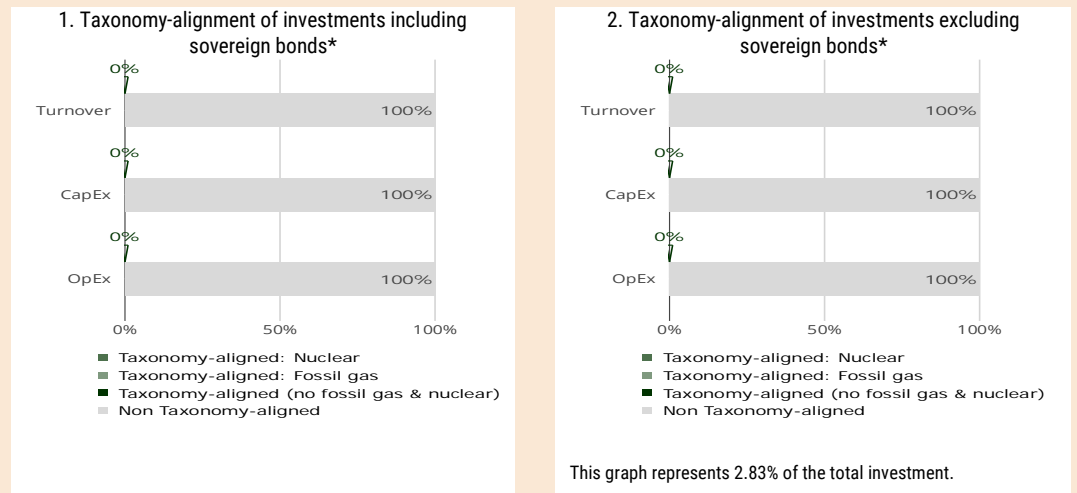 1. Taxonomy-alignment of investments including
sovereign bonds*
0%
Turnover
100%
0%
CapEx
100%
0%
OpEx
100%
0%
50%
100%
Taxonomy-aligned: Nuclear
Taxonomy-aligned: Fossil gas
Taxonomy-aligned (no fossil gas & nuclear)
Non Taxonomy-aligned
2. Taxonomy-alignment of investments excluding
sovereign bonds*
0%
Turnover
100%
0%
CapEx
100%
0%
OpEx
100%
0%
50%
100%
Taxonomy-aligned: Nuclear
Taxonomy-aligned: Fossil gas
Taxonomy-aligned (no fossil gas & nuclear)
Non Taxonomy-aligned
This graph represents 2.83% of the total investment.